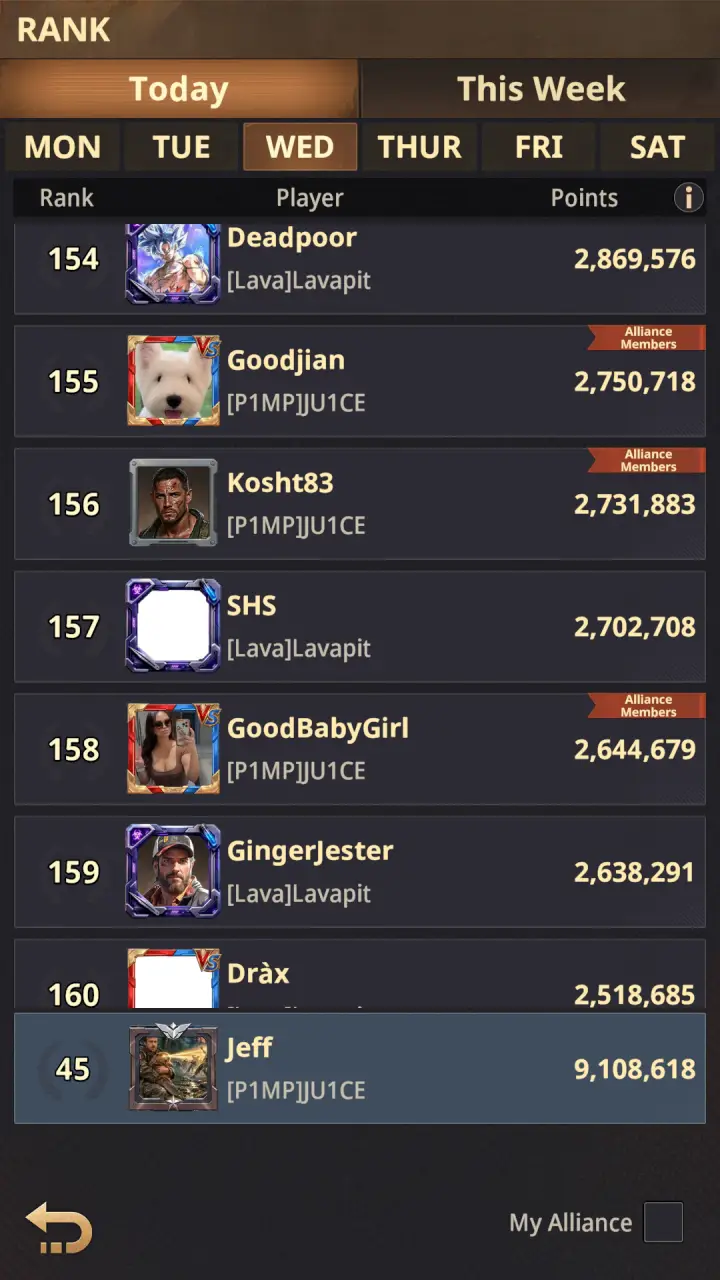 RANK
Today This Week
MON TUE WED THUR FRI SAT
Rank Player Points i
154 Deadpoor 2,869,576
[Lava]Lavapit
Alliance
Members
155 Goodjian 2,750,718
[P1MP]JU1CE
Alliance
Members
156 Kosht83 2,731,883
[P1MP]JU1CE
157 SHS 2,702,708
[Lava]Lavapit
Alliance
Members
158 GoodBabyGirl 2,644,679
[P1MP]JU1CE
159 GingerJester 2,638,291
[Lava]Lavapit
160 Dràx 2,518,685
45 Jeff 9,108,618
[P1MP]JU1CE
My Alliance